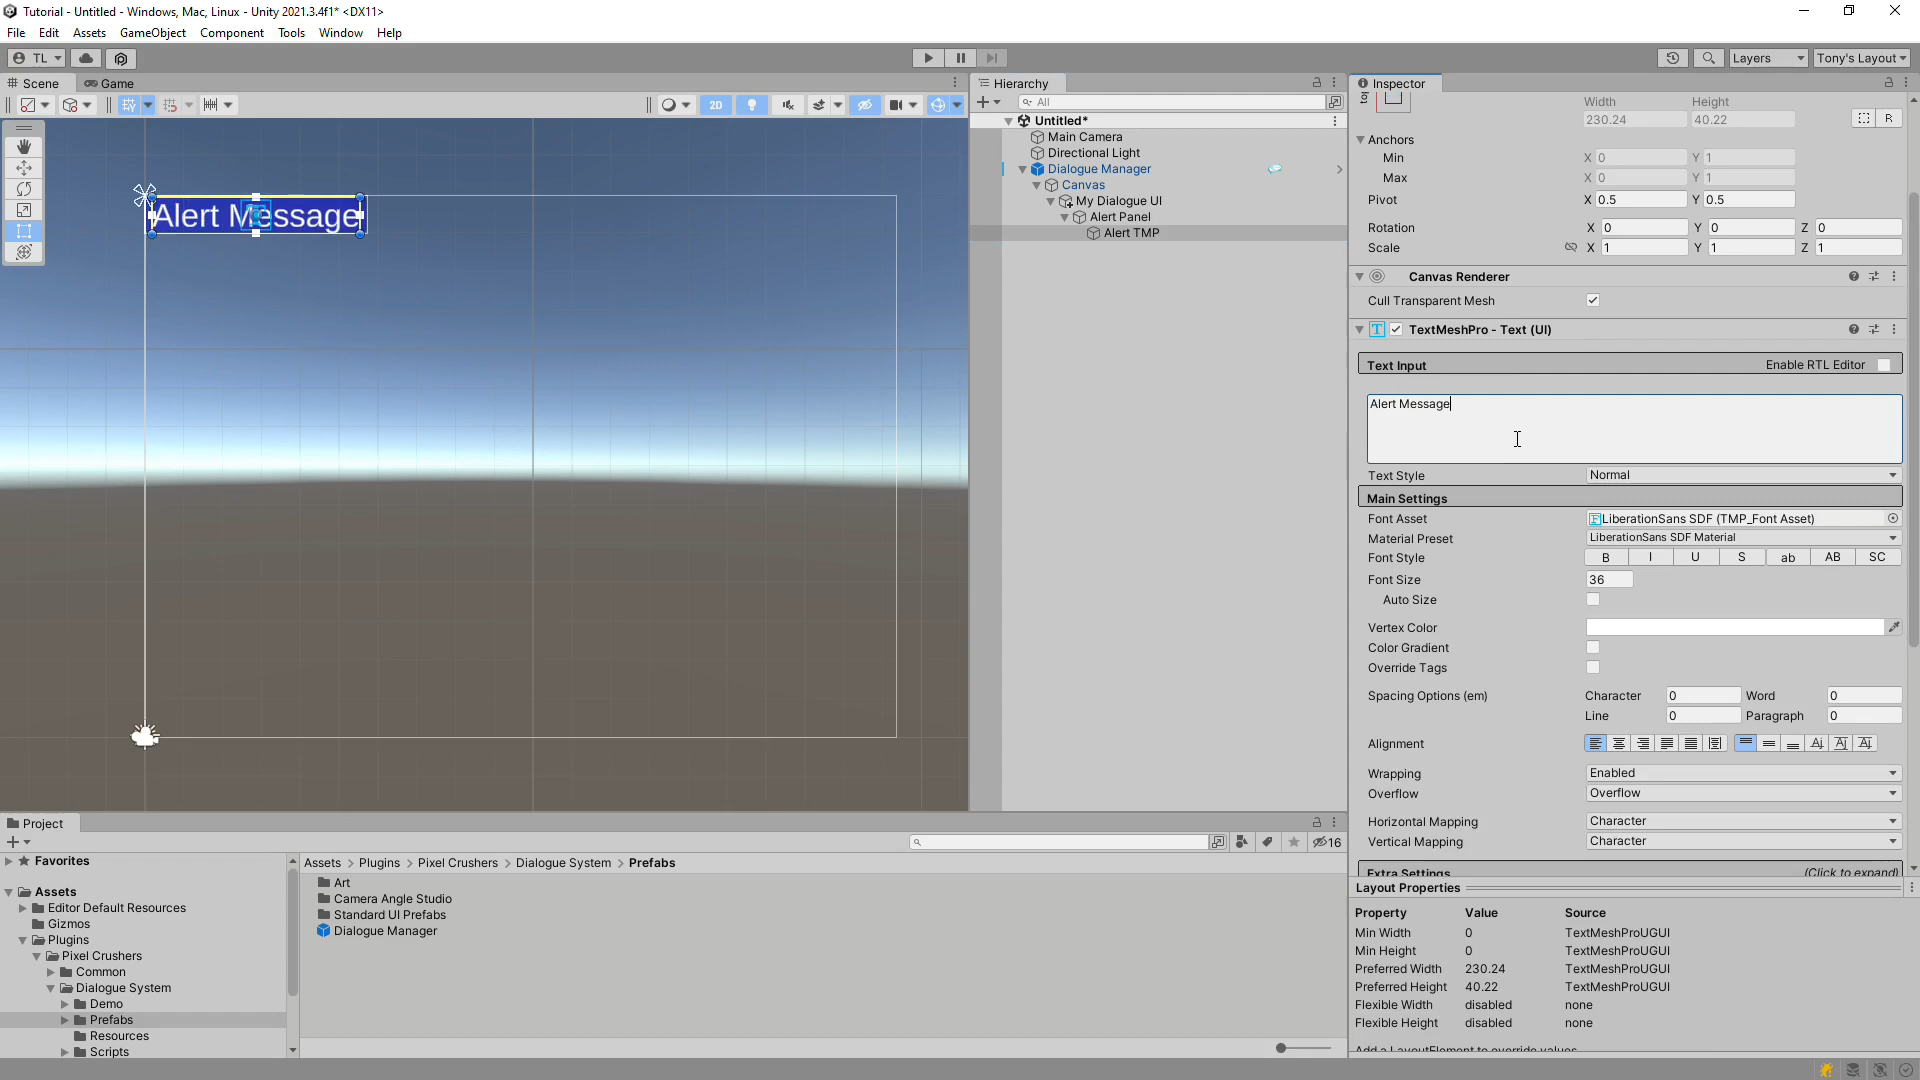 Tutorial - Untitled - Windows, Mac, Linux - Unity 2021.3.4f1* <DX11>
File Edit Assets GameObject Component Tools Window Help
TL Layers Tony's Layout
Scene Game
2D
Alert Message
Hierarchy
All
Untitled*
Main Camera
Directional Light
Dialogue Manager
Canvas
My Dialogue UI
Alert Panel
Alert TMP
Inspector
Width Height
230.24 40.22
R
Anchors
Min X 0 Y 1
Max X 0 Y 1
Pivot X 0.5 Y 0.5
Rotation X 0 Y 0 Z 0
Scale X 1 Y 1 Z 1
Canvas Renderer
Cull Transparent Mesh
TextMeshPro - Text (UI)
Text Input Enable RTL Editor
Alert Message
Text Style Normal
Main Settings
Font Asset LiberationSans SDF (TMP_Font Asset)
Material Preset LiberationSans SDF Material
Font Style B I U S ab AB SC
Font Size 36
Auto Size
Vertex Color
Color Gradient
Override Tags
Spacing Options (em) Character 0 Word 0
Line 0 Paragraph 0
Alignment
Wrapping Enabled
Overflow Overflow
Horizontal Mapping Character
Vertical Mapping Character
Extra Settings (Click to expand)
Layout Properties
Property Value Source
Min Width 0 TextMeshProUGUI
Min Height 0 TextMeshProUGUI
Preferred Width 230.24 TextMeshProUGUI
Preferred Height 40.22 TextMeshProUGUI
Flexible Width disabled none
Flexible Height disabled none
Add a LayoutElement to override values
Project
16
Favorites
Assets
Editor Default Resources
Gizmos
Plugins
Pixel Crushers
Common
Dialogue System
Demo
Prefabs
Resources
Scripts
Assets > Plugins > Pixel Crushers > Dialogue System > Prefabs
Art
Camera Angle Studio
Standard UI Prefabs
Dialogue Manager